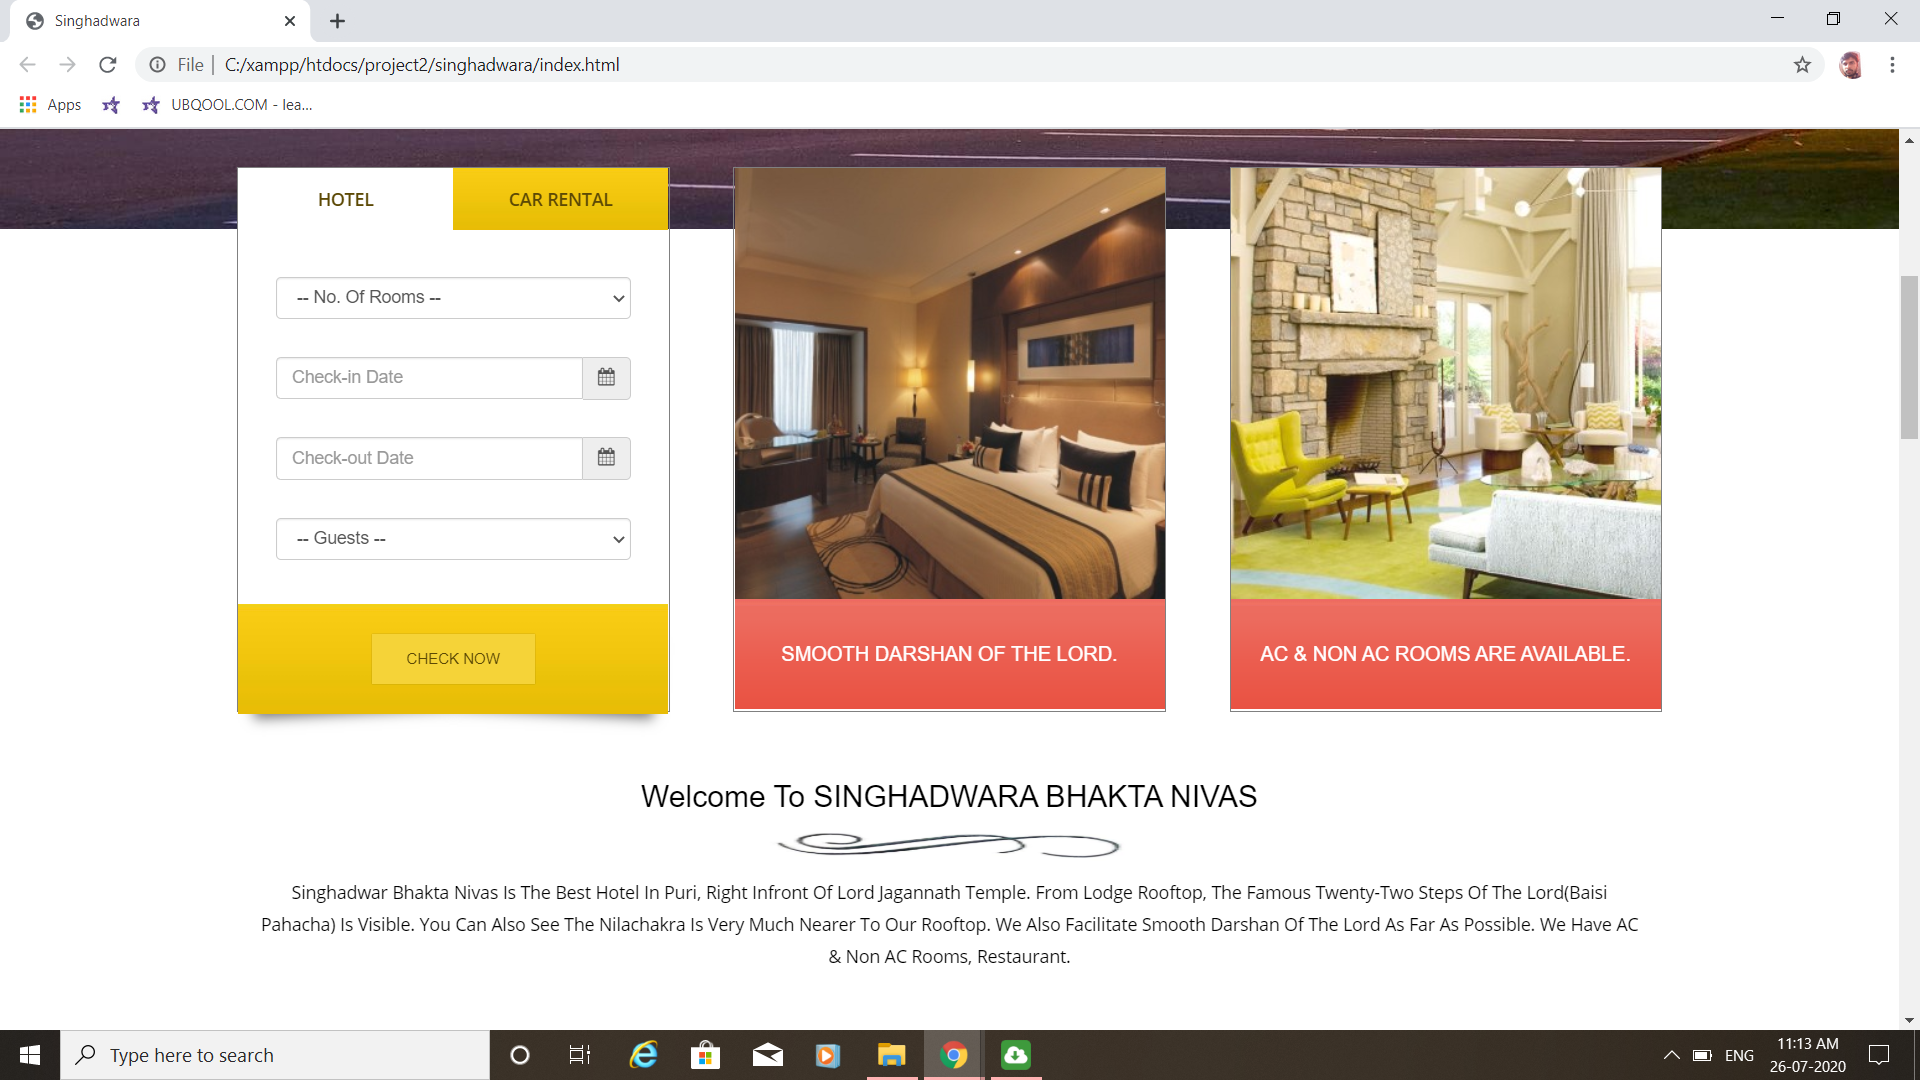 Singhadwara
File
C:/xampp/htdocs/project2/singhadwara/index.html
Apps
UBQOOL.COM - lea...
HOTEL
CAR RENTAL
-- No. Of Rooms --
Check-in Date
Check-out Date
-- Guests --
CHECK NOW
SMOOTH DARSHAN OF THE LORD.
AC & NON AC ROOMS ARE AVAILABLE.
Welcome To SINGHADWARA BHAKTA NIVAS
Singhadwar Bhakta Nivas Is The Best Hotel In Puri, Right Infront Of Lord Jagannath Temple. From Lodge Rooftop, The Famous Twenty-Two Steps Of The Lord(Baisi
Pahacha) Is Visible. You Can Also See The Nilachakra Is Very Much Nearer To Our Rooftop. We Also Facilitate Smooth Darshan Of The Lord As Far As Possible. We Have AC
& Non AC Rooms, Restaurant.
Type here to search
ENG
11:13 AM
26-07-2020